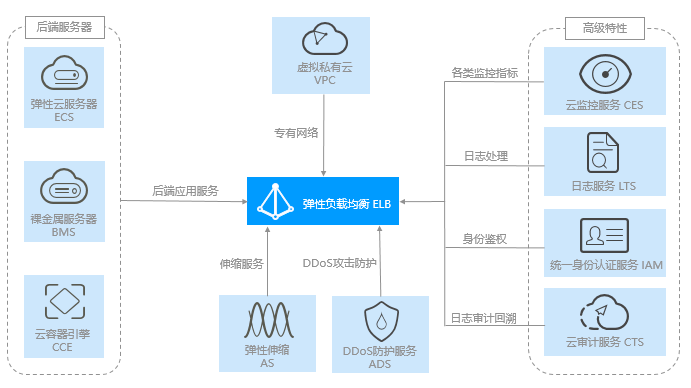 后端服务器
弹性云服务器
ECS
裸金属服务器
BMS
云容器引擎
CCE
后端应用服务
虚拟私有云
VPC
专有网络
弹性负载均衡 ELB
伸缩服务
DDoS攻击防护
弹性伸缩
AS
DDoS防护服务
ADS
各类监控指标
日志处理
身份鉴权
日志审计回溯
高级特性
云监控服务 CES
日志服务 LTS
统一身份认证服务 IAM
云审计服务 CTS